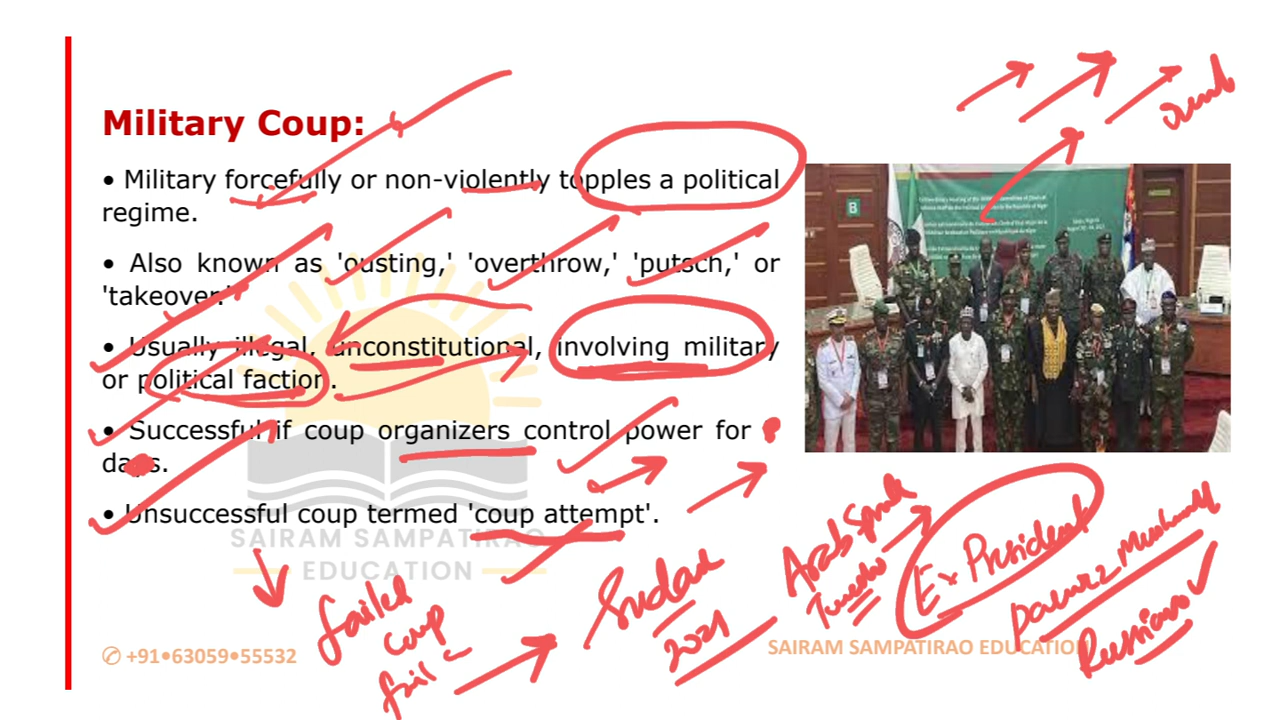 Military Coup:
• Military forcefully or non-violently topples a political
regime.
• Also known as 'ousting,' 'overthrow,' 'putsch,' or
'takeover.'
• Usually illegal, unconstitutional, involving military
or political faction.
• Successful if coup organizers control power for
days.
• Unsuccessful coup termed 'coup attempt'.
B
SAIRAM SAMPATIRAO
EDUCATION
failed
coup
fail
Sudan
2021
Arab
Ex President
✆ +91•63059•55532
SAIRAM SAMPATIRAO EDUCATION